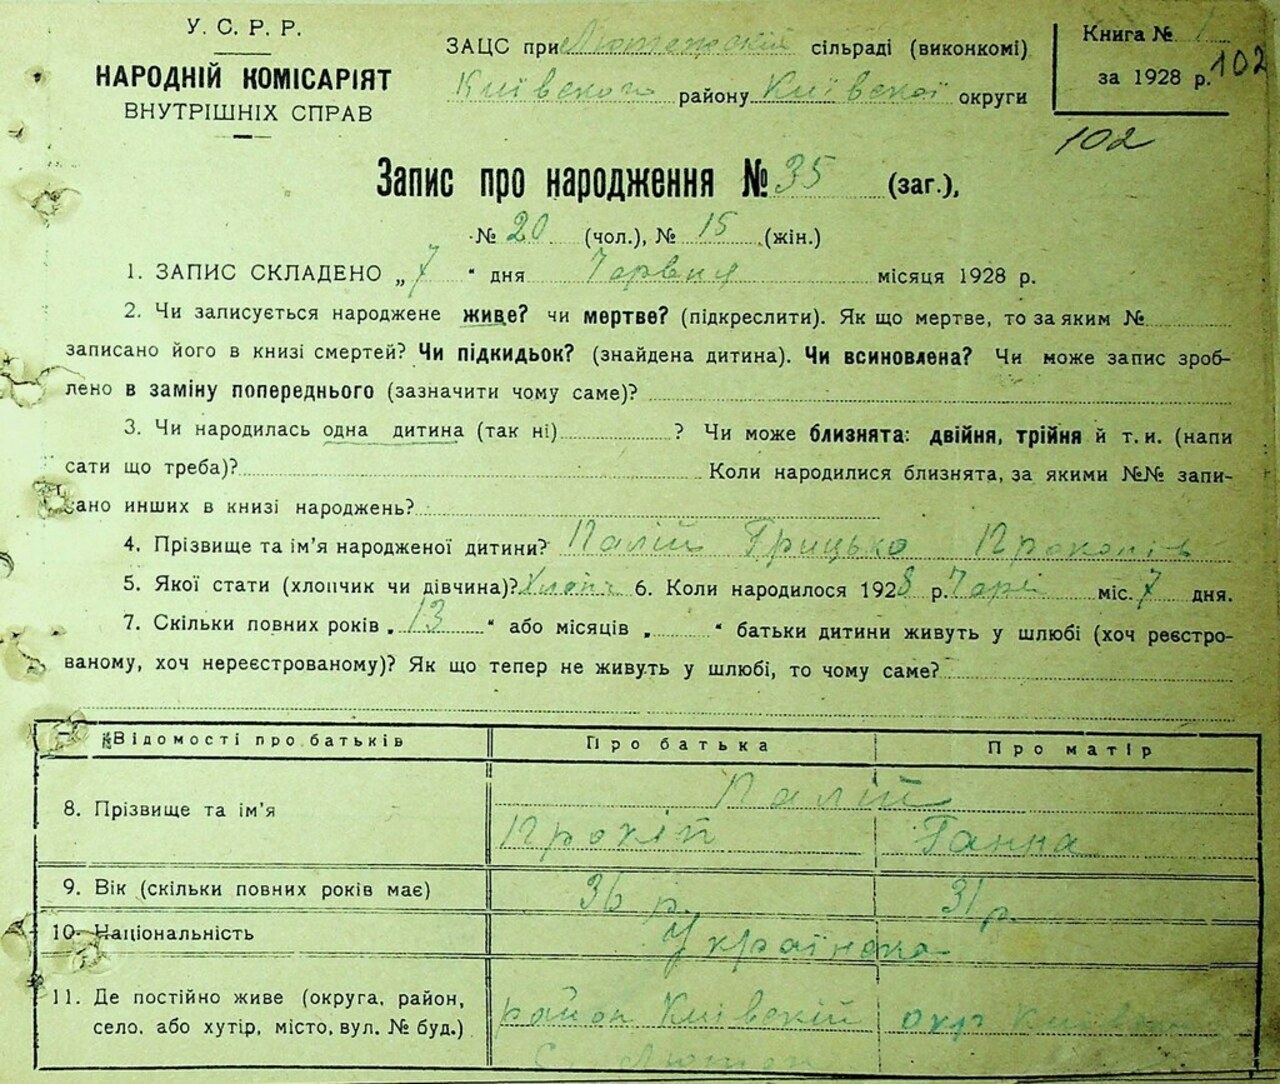 У. С. Р. Р.
НАРОДНІЙ КОМІСАРІЯТ
ВНУТРІШНІХ СПРАВ
ЗАЦС при Лютежскій сільраді (виконкомі)
Київского району Київскої округи
Книга № 1
за 1928 р. 102
102
Запис про народження № 35 (заг.),
№ 20 (чол.), № 15 (жін.)
1. ЗАПИС СКЛАДЕНО „ 7 “ дня Червня місяця 1928 р.
2. Чи записується народжене живе? чи мертве? (підкреслити). Як що мертве, то за яким №
записано його в книзі смертей? Чи підкидьок? (знайдена дитина). Чи всиновлена? Чи може запис зроб-
лено в заміну попереднього (зазначити чому саме)?
3. Чи народилась одна дитина (так ні) ? Чи може близнята: двійня, трійня й т. и. (напи
сати що треба)? Коли народилися близнята, за якими №№ запи-
сано инших в книзі народжень?
4. Прізвище та ім’я народженої дитини? Палій Грицько Прокопів
5. Якої стати (хлопчик чи дівчина)? Хлопч 6. Коли народилося 1928 р. Черв міс. 7 дня.
7. Скільки повних років „ 13 “ або місяців „ “ батьки дитини живуть у шлюбі (хоч реєстро-
ваному, хоч нереєстрованому)? Як що тепер не живуть у шлюбі, то чому саме?
Відомості про батьків Про батька Про матір
8. Прізвище та ім’я Палій
Прокіп Ганна
9. Вік (скільки повних років має) 36 р. 31 р.
10. Національність Українска
11. Де постійно живе (округа, район,
село, або хутір, місто, вул. № буд.)
район Київский окр Київск
С. Лютеж